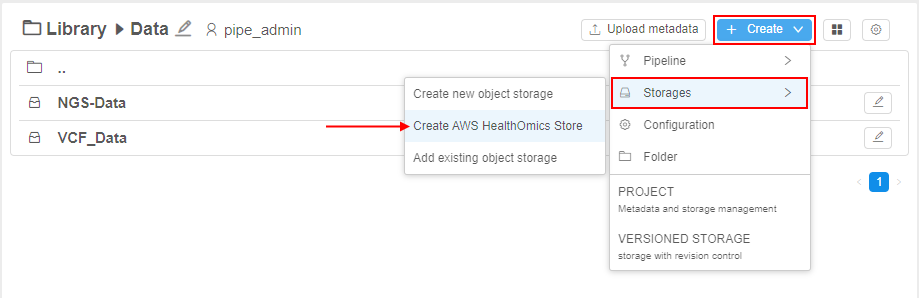 Library Data pipe_admin Upload metadata + Create
..
NGS-Data
VCF_Data
Pipeline
Storages
Configuration
Folder
PROJECT
Metadata and storage management
VERSIONED STORAGE
storage with revision control
Create new object storage
Create AWS HealthOmics Store
Add existing object storage
< 1 >